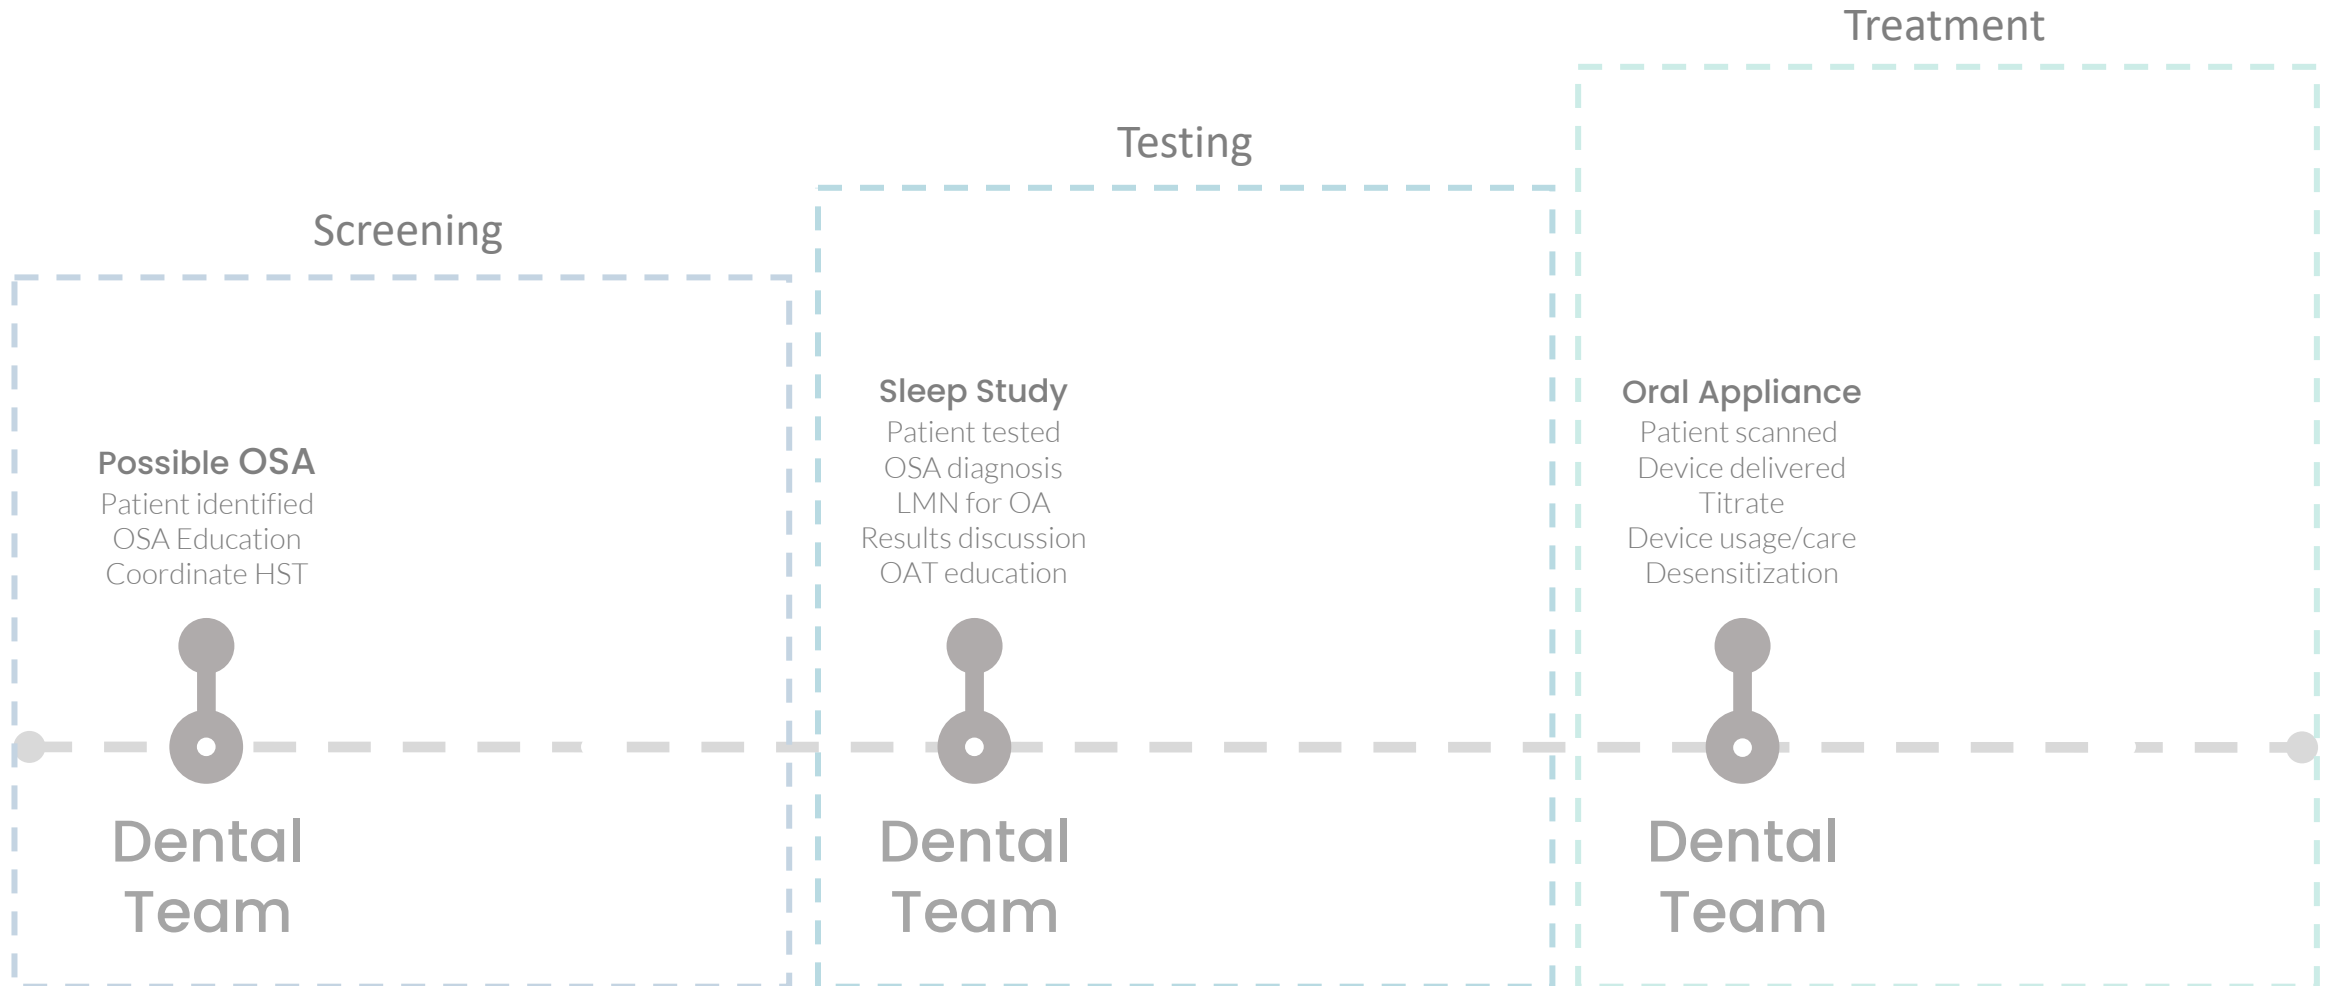 Screening
Possible OSA
Patient identified
OSA Education
Coordinate HST
Dental
Team
Testing
Sleep Study
Patient tested
OSA diagnosis
LMN for OA
Results discussion
OAT education
Dental
Team
Treatment
Oral Appliance
Patient scanned
Device delivered
Titrate
Device usage/care
Desensitization
Dental
Team